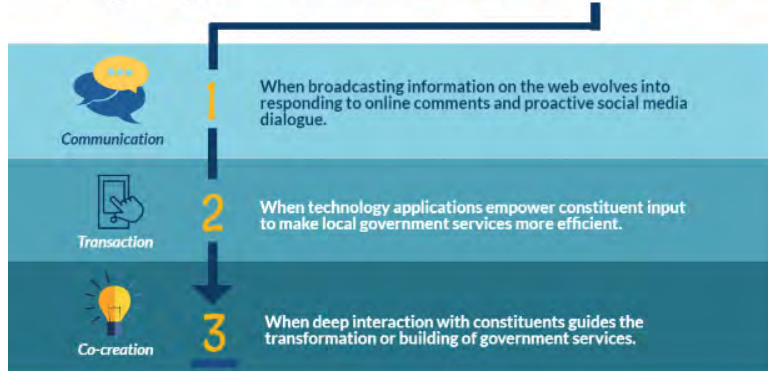 1
When broadcasting information on the web evolves into
responding to online comments and proactive social media
dialogue.
Communication
2
When technology applications empower constituent input
to make local government services more efficient.
Transaction
3
When deep interaction with constituents guides the
transformation or building of government services.
Co-creation